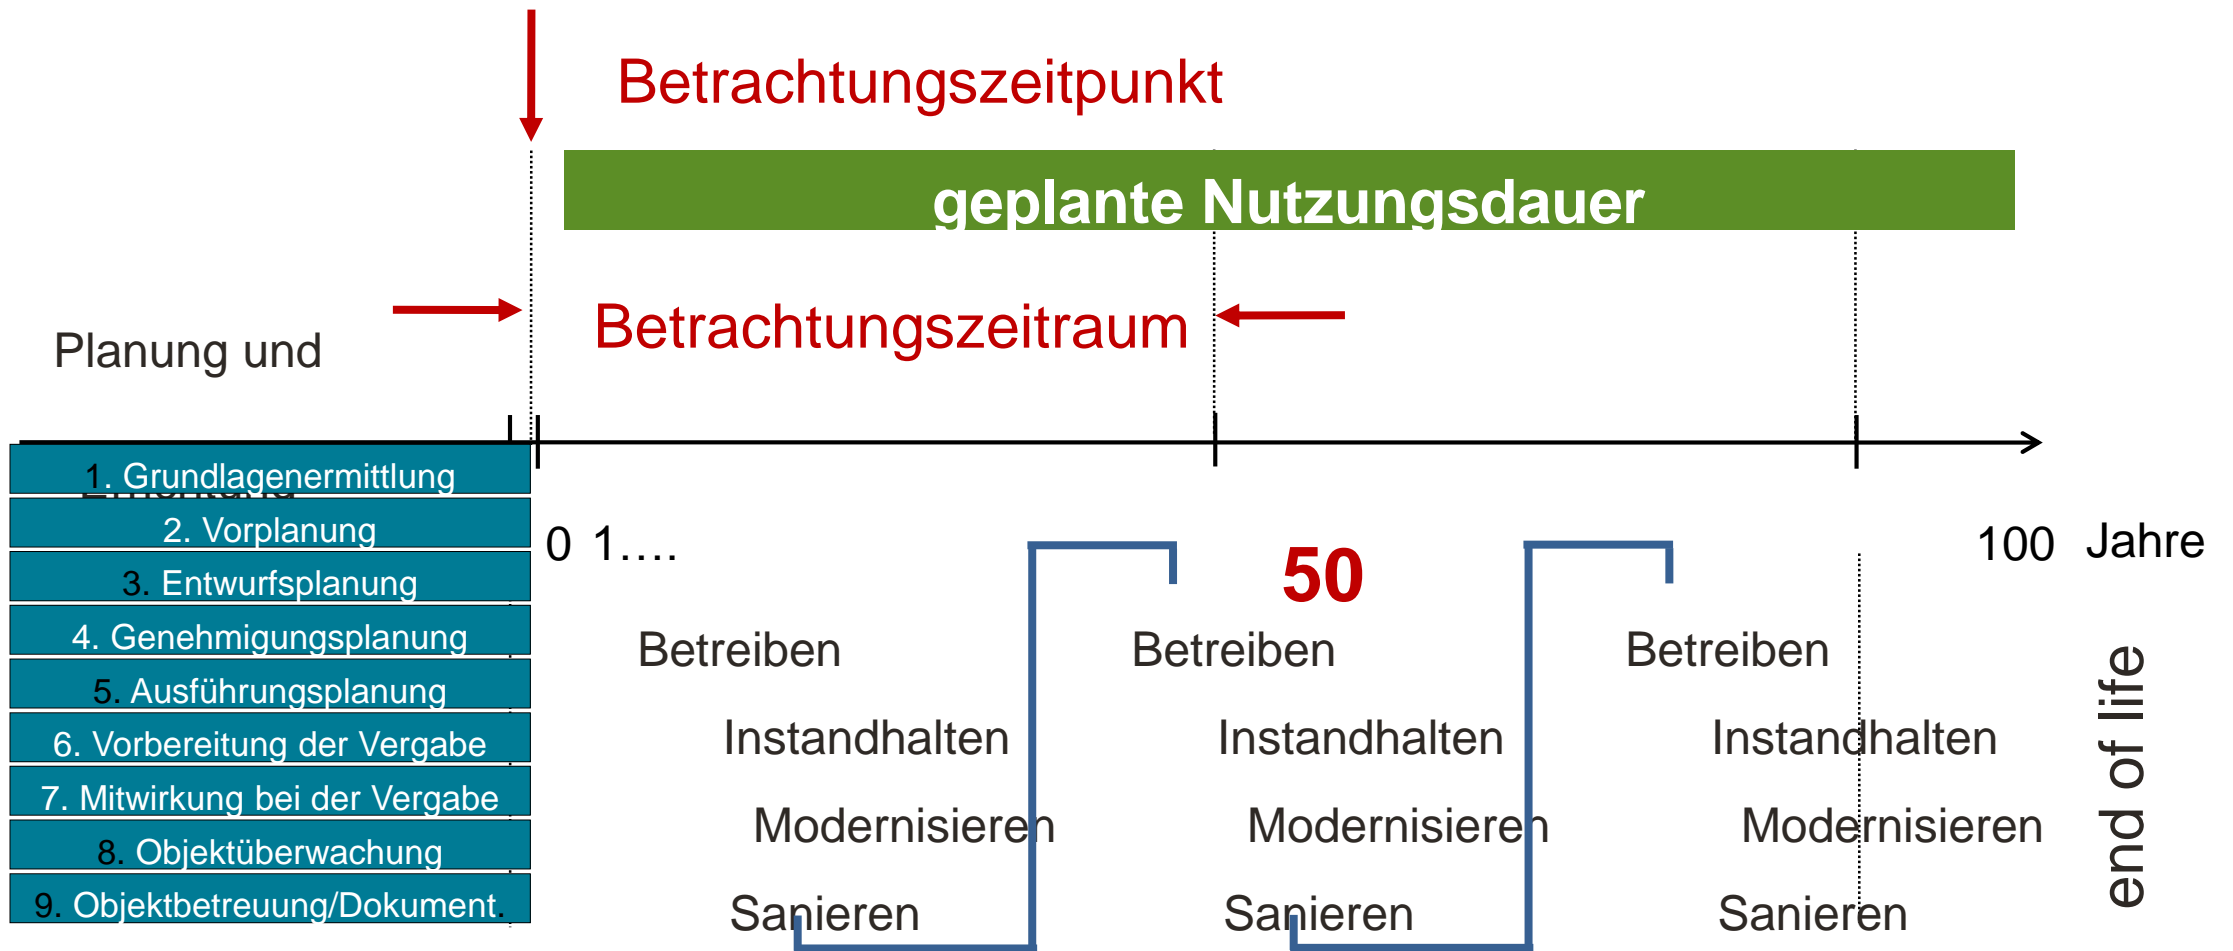 Betrachtungszeitpunkt
geplante Nutzungsdauer
Betrachtungszeitraum
Planung und
1. Grundlagenermittlung
2. Vorplanung
3. Entwurfsplanung
4. Genehmigungsplanung
5. Ausführungsplanung
6. Vorbereitung der Vergabe
7. Mitwirkung bei der Vergabe
8. Objektüberwachung
9. Objektbetreuung/Dokument.
0 1.... 50 100 Jahre
Betreiben
Instandhalten
Modernisieren
Sanieren
Betreiben
Instandhalten
Modernisieren
Sanieren
Betreiben
Instandhalten
Modernisieren
Sanieren
end of life